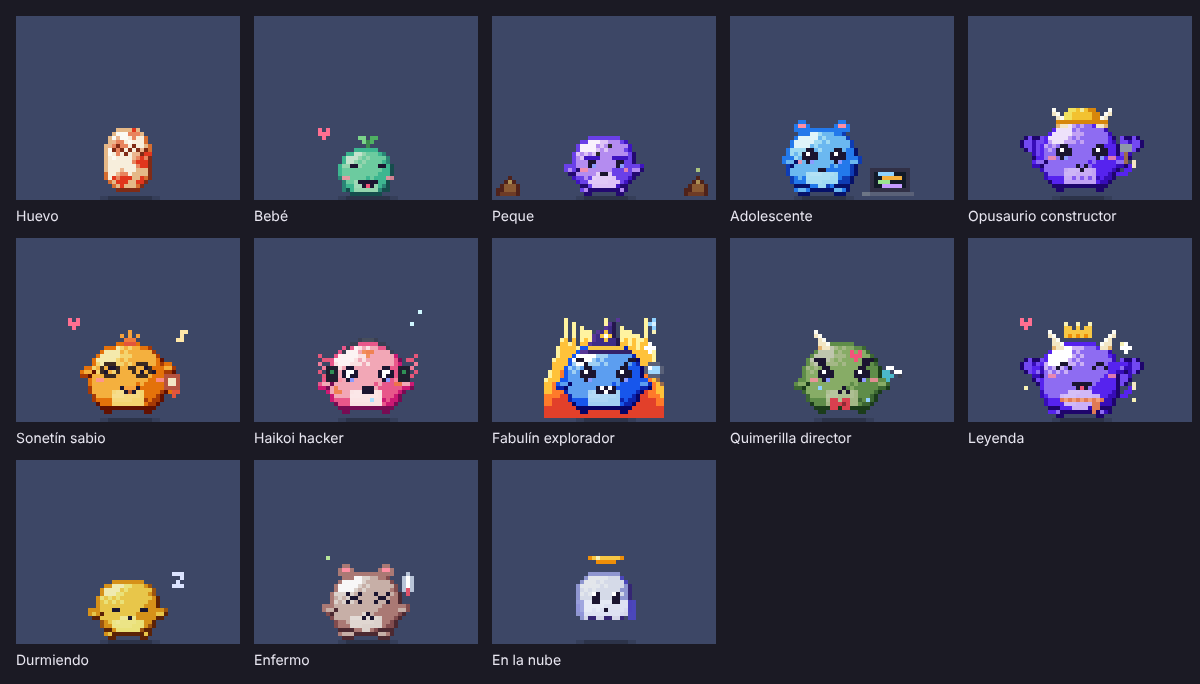 Huevo
Bebé
Peque
Adolescente
Opusaurio constructor
Sonetín sabio
Haikoi hacker
Fabulín explorador
Quimerilla director
Leyenda
Durmiendo
Enfermo
En la nube